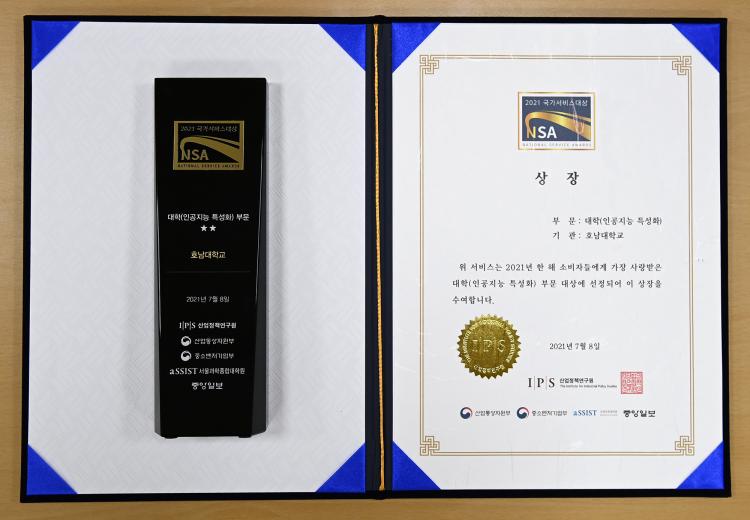 2021 국가서비스대상
NSA
NATIONAL SERVICE AWARDS
대학(인공지능 특성화) 부문
★★
호남대학교
2021년 7월 8일
I|P|S 산업정책연구원
산업통상자원부
중소벤처기업부
aSSIST 서울과학종합대학원
중앙일보
2021 국가서비스대상
NSA
NATIONAL SERVICE AWARDS
상 장
부 문 : 대학(인공지능 특성화)
기 관 : 호남대학교
위 서비스는 2021년 한 해 소비자들에게 가장 사랑받은
대학(인공지능 특성화) 부문 대상에 선정되어 이 상장을
수여합니다.
I|P|S
2021년 7월 8일
I|P|S 산업정책연구원
The Institute for Industrial Policy Studies
산업통상자원부 중소벤처기업부 aSSIST 중앙일보